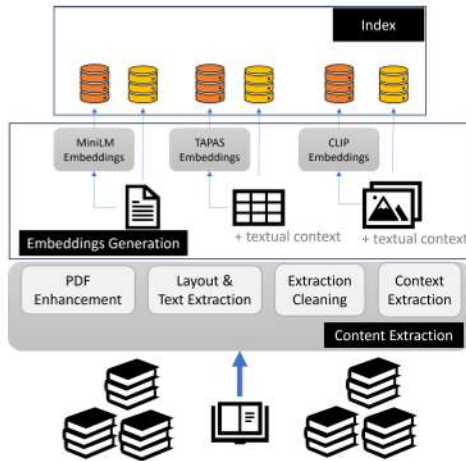 Index
MiniLM
Embeddings
TAPAS
Embeddings
CLIP
Embeddings
+ textual context
+ textual context
Embeddings Generation
PDF
Enhancement
Layout &
Text Extraction
Extraction
Cleaning
Context
Extraction
Content Extraction